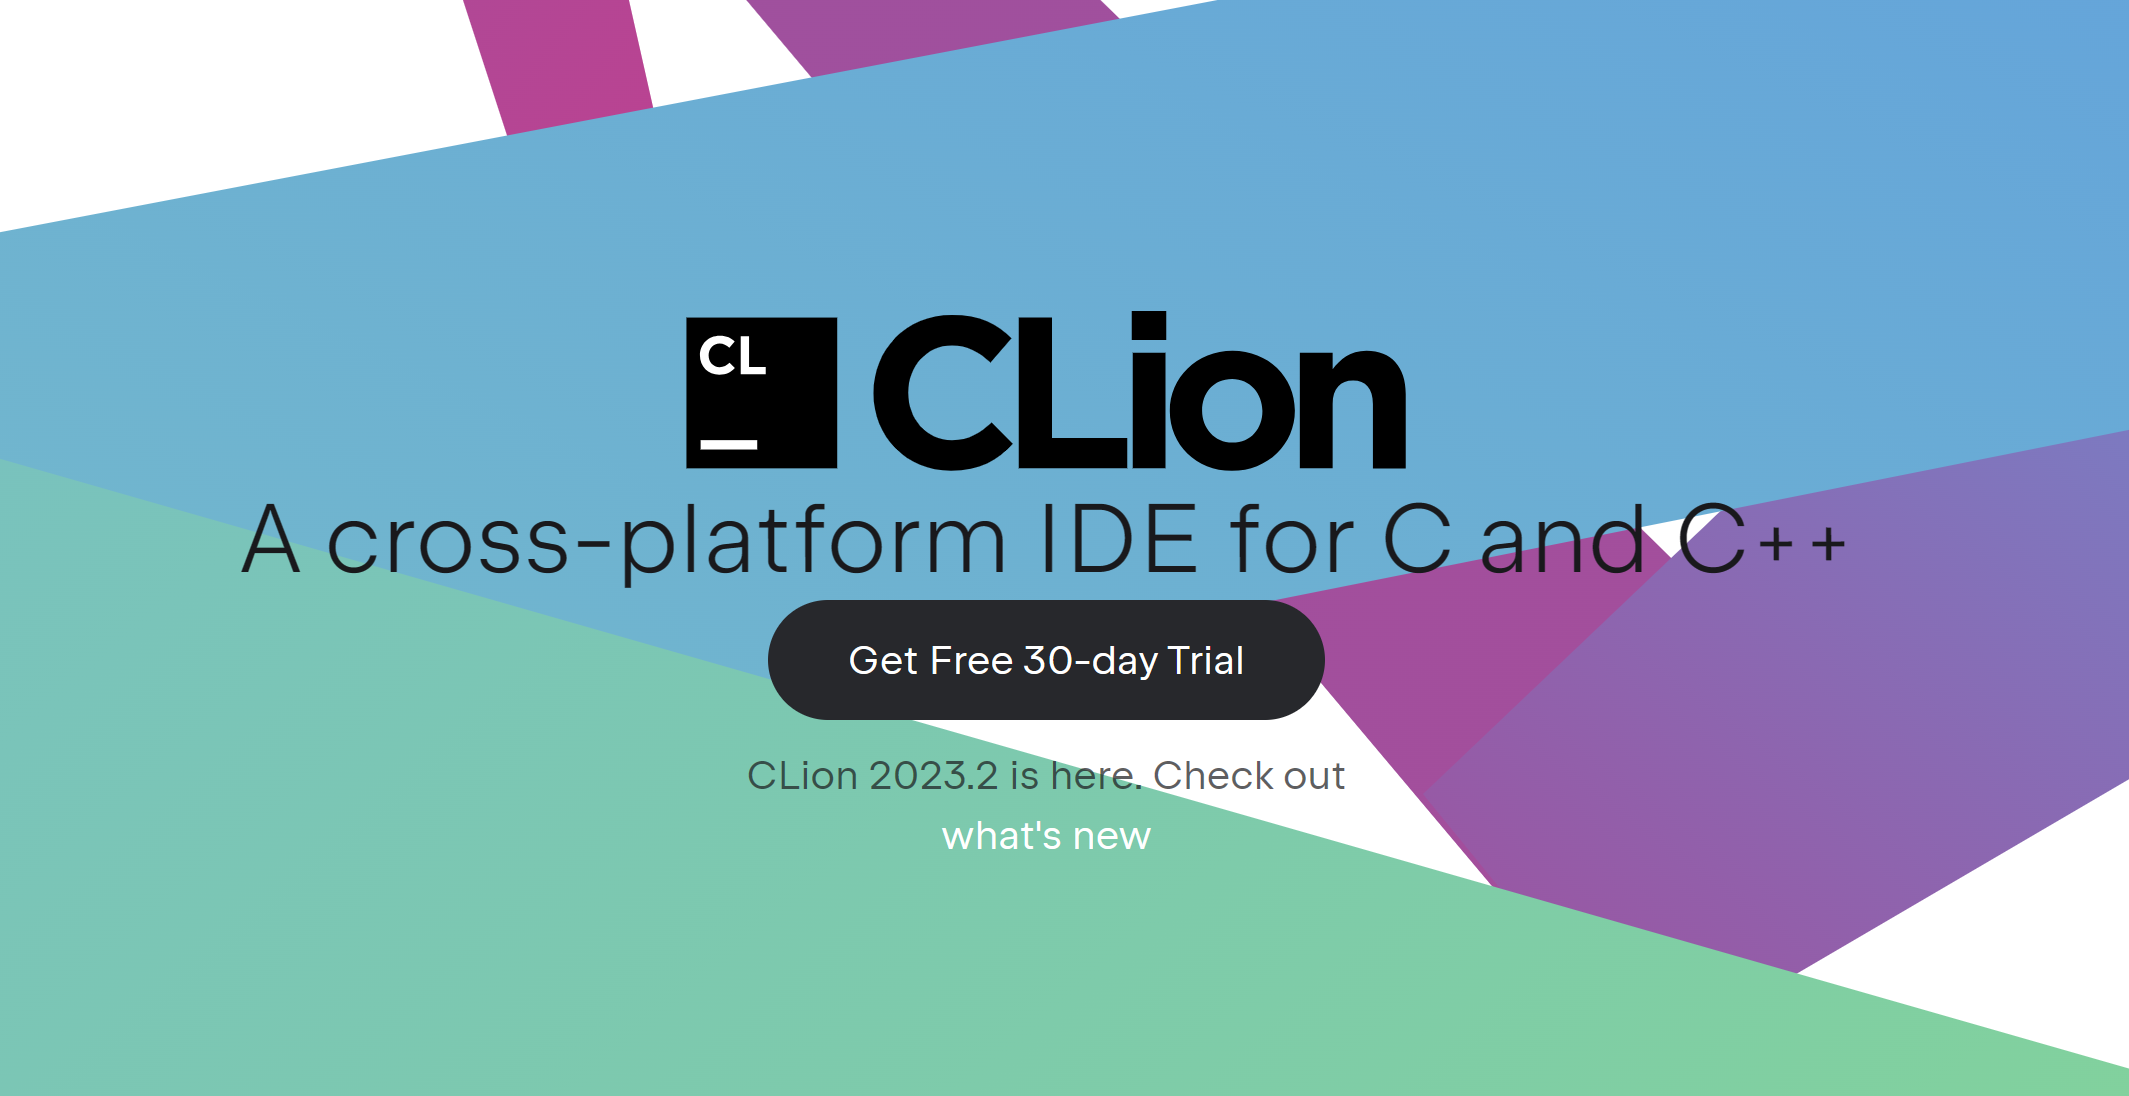 CL
CLion
A cross-platform IDE for C and C++
Get Free 30-day Trial
CLion 2023.2 is here. Check out
what's new